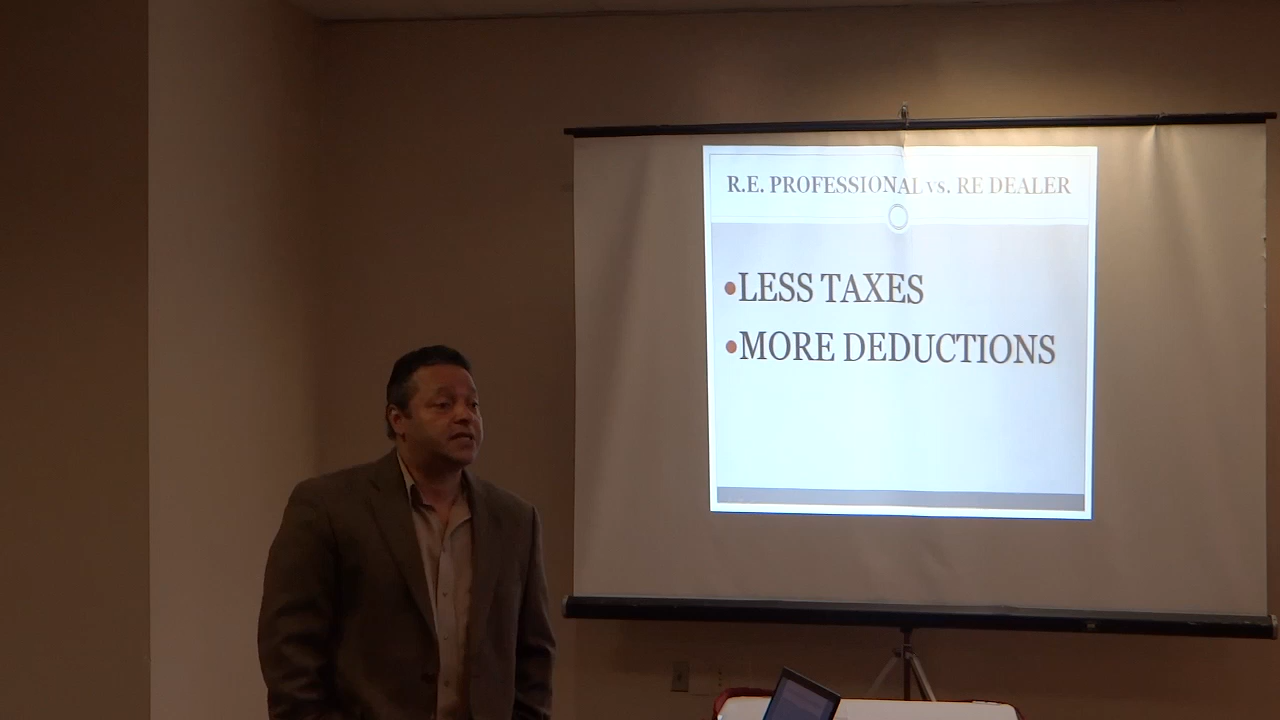 R.E. PROFESSIONAL vs. RE DEALER
•LESS TAXES
•MORE DEDUCTIONS